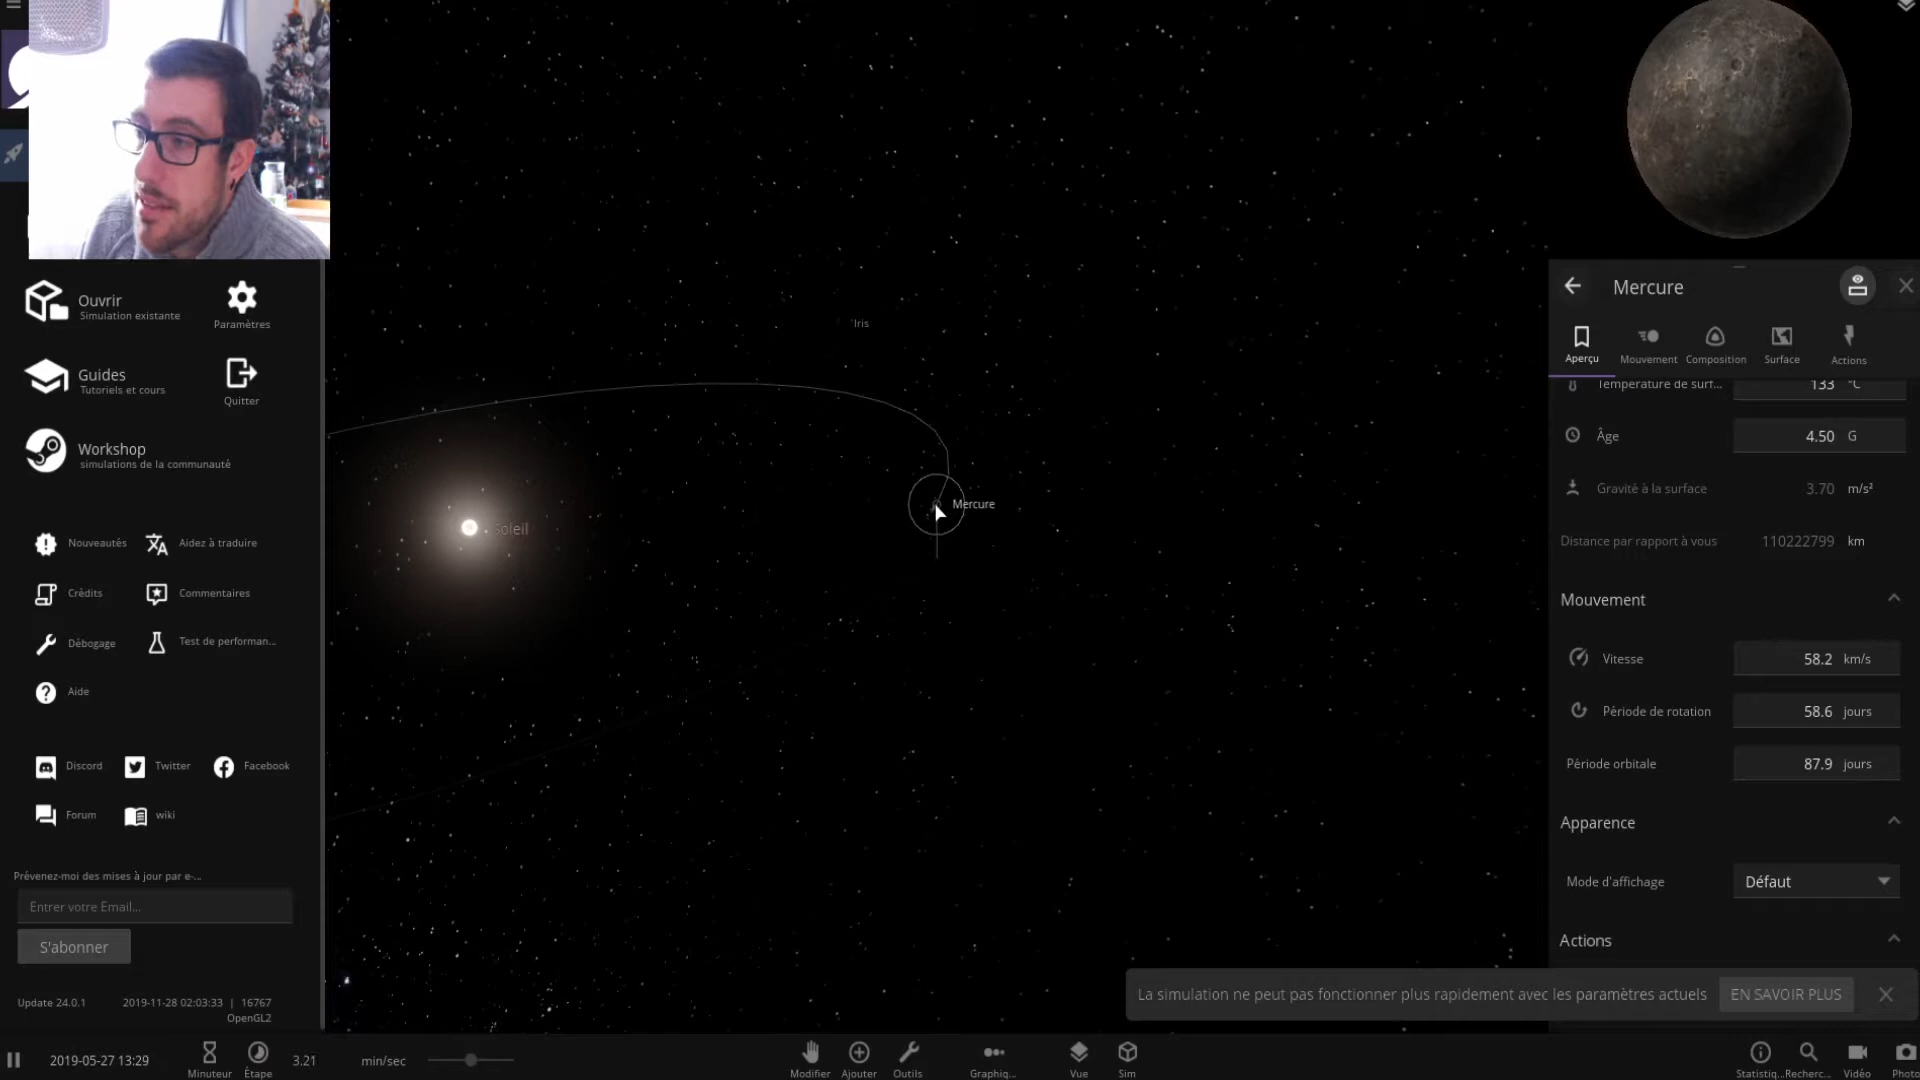 Ouvrir
Simulation existante
Paramètres
Guides
Tutoriels et cours
Quitter
Workshop
simulations de la communauté
Nouveautés
Aidez à traduire
Crédits
Commentaires
Débogage
Test de performan...
Aide
Discord
Twitter
Facebook
Forum
wiki
Prévenez-moi des mises à jour par e-...
Entrer votre Email...
S'abonner
Update 24.0.1
2019-11-28 02:03:33 | 16767
OpenGL2
Iris
Soleil
Mercure
Mercure
Aperçu
Mouvement
Composition
Surface
Actions
Température de surf... 133 °C
Âge 4.50 G
Gravité à la surface 3.70 m/s²
Distance par rapport à vous 110222799 km
Mouvement
Vitesse 58.2 km/s
Période de rotation 58.6 jours
Période orbitale 87.9 jours
Apparence
Mode d'affichage Défaut
Actions
La simulation ne peut pas fonctionner plus rapidement avec les paramètres actuels EN SAVOIR PLUS
2019-05-27 13:29
Minuteur
Étape
3.21 min/sec
Modifier
Ajouter
Outils
Graphiq...
Vue
Sim
Statistiq...
Recherc...
Vidéo
Photo